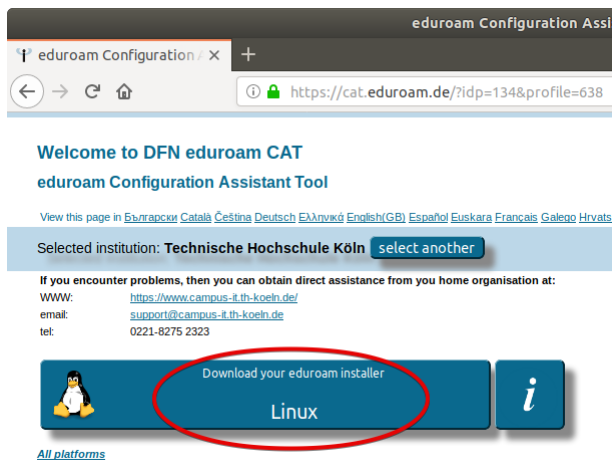 eduroam Configuration Assi
eduroam Configuration A
https://cat.eduroam.de/?idp=134&profile=638
Welcome to DFN eduroam CAT
eduroam Configuration Assistant Tool
View this page in Български Català Čeština Deutsch Ελληνικά English(GB) Español Euskara Français Galego Hrvats
Selected institution: Technische Hochschule Köln select another
If you encounter problems, then you can obtain direct assistance from you home organisation at:
WWW: https://www.campus-it.th-koeln.de/
email: support@campus-it.th-koeln.de
tel: 0221-8275 2323
Download your eduroam installer
Linux
i
All platforms